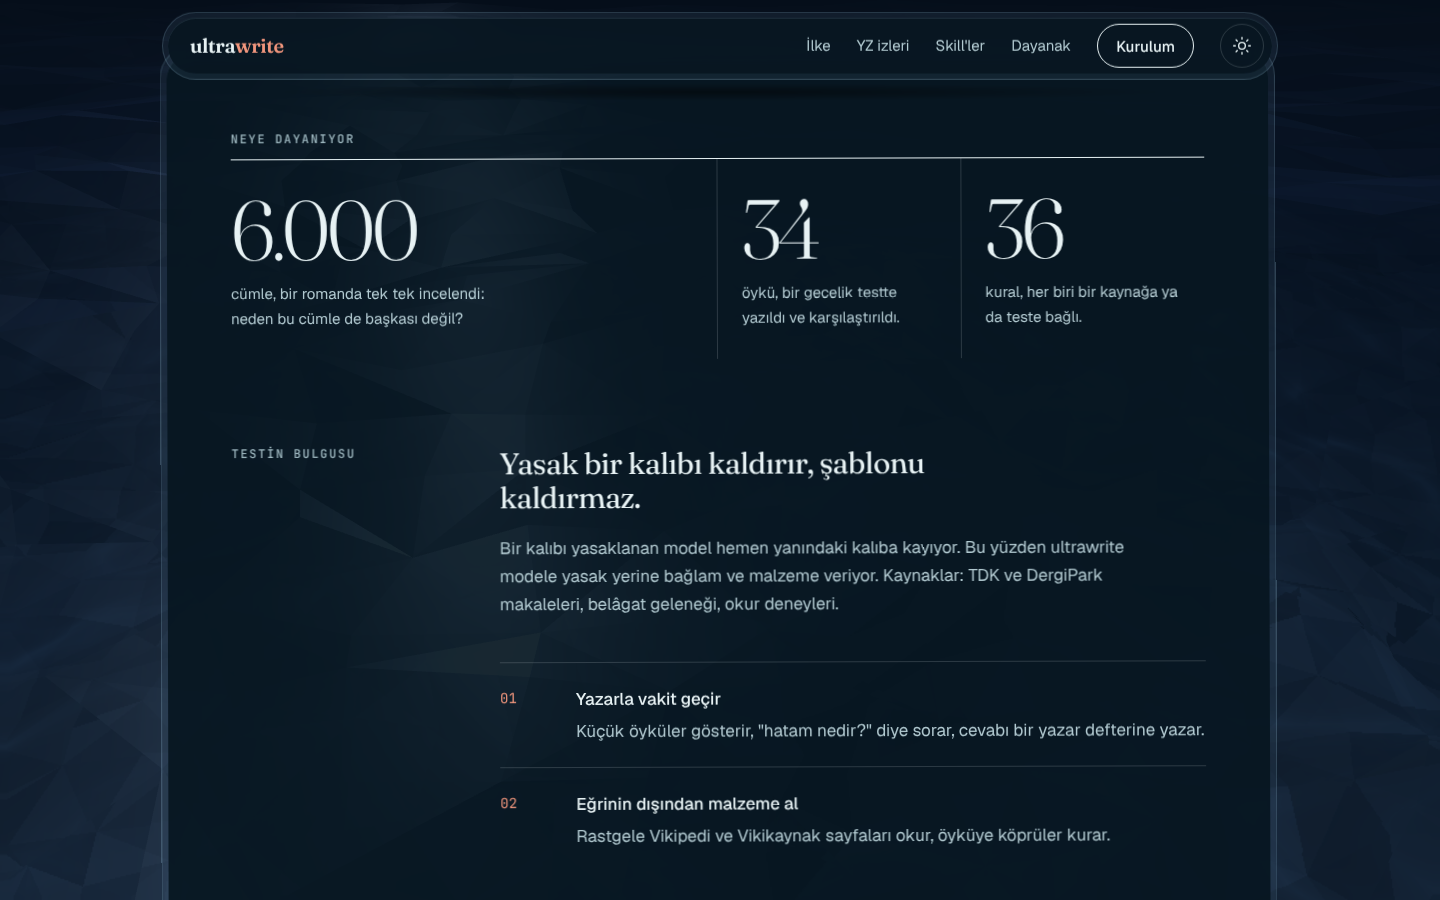 ultrawrite
İlke
YZ izleri
Skill'ler
Dayanak
Kurulum
NEYE DAYANIYOR
6.000
cümle, bir romanda tek tek incelendi:
neden bu cümle de başkası değil?
34
öykü, bir gecelik testte
yazıldı ve karşılaştırıldı.
36
kural, her biri bir kaynağa ya
da teste bağlı.
TESTİN BULGUSU
Yasak bir kalıbı kaldırır, şablonu
kaldırmaz.
Bir kalıbı yasaklanan model hemen yanındaki kalıba kayıyor. Bu yüzden ultrawrite
modele yasak yerine bağlam ve malzeme veriyor. Kaynaklar: TDK ve DergiPark
makaleleri, belâgat geleneği, okur deneyleri.
01
Yazarla vakit geçir
Küçük öyküler gösterir, "hatam nedir?" diye sorar, cevabı bir yazar defterine yazar.
02
Eğrinin dışından malzeme al
Rastgele Vikipedi ve Vikikaynak sayfaları okur, öyküye köprüler kurar.